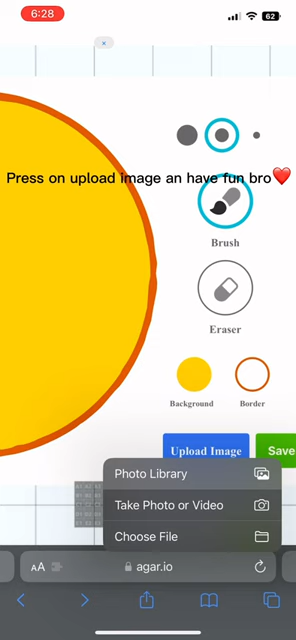 6:28
62
Press on upload image an have fun bro❤️
Brush
Eraser
Background
Border
Upload Image
Save
Photo Library
Take Photo or Video
Choose File
AA
agar.io